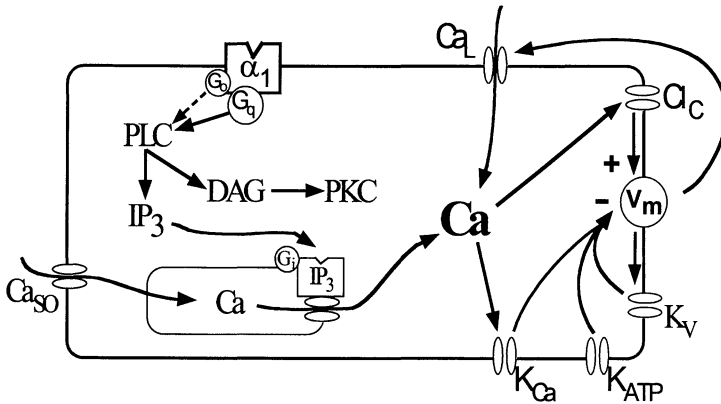 α1
Go
Gq
PLC
DAG
PKC
IP3
Gi
IP3
CaSO
Ca
Ca
CaL
ClC
+
-
Vm
KV
KCa
KATP